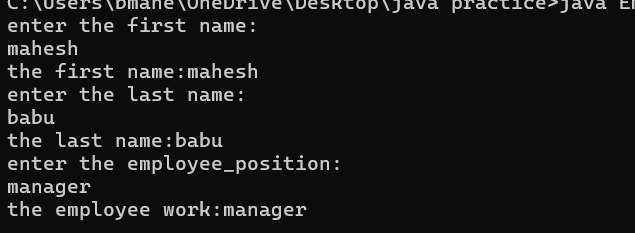 C:\Users\bmane\OneDrive\Desktop\java practice>java
enter the first name:
mahesh
the first name:mahesh
enter the last name:
babu
the last name:babu
enter the employee_position:
manager
the employee work:manager